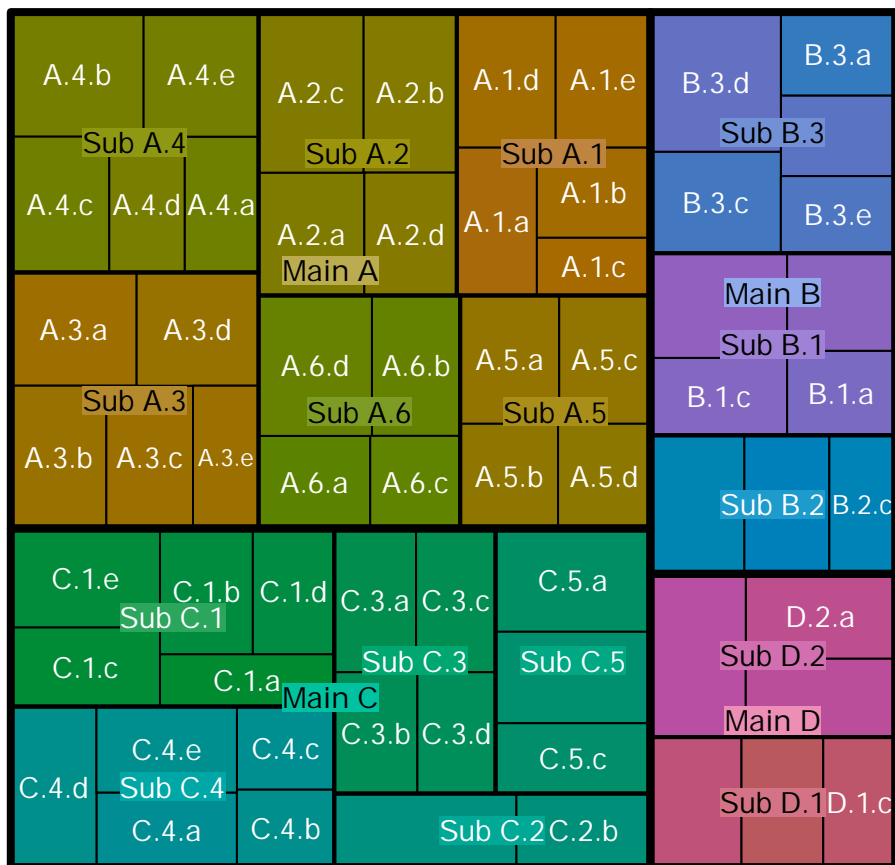 A.4.b
A.4.e
Sub A.4
A.4.c
A.4.d
A.4.a
A.2.c
A.2.b
Sub A.2
A.2.a
A.2.d
Main A
A.1.d
A.1.e
Sub A.1
A.1.a
A.1.b
A.1.c
A.3.a
A.3.d
Sub A.3
A.3.b
A.3.c
A.3.e
A.6.d
A.6.b
Sub A.6
A.6.a
A.6.c
A.5.a
A.5.c
Sub A.5
A.5.b
A.5.d
B.3.d
B.3.a
Sub B.3
B.3.c
B.3.e
Main B
Sub B.1
B.1.c
B.1.a
Sub B.2
B.2.c
C.1.e
C.1.b
C.1.d
Sub C.1
C.1.c
C.1.a
Main C
C.3.a
C.3.c
Sub C.3
C.3.b
C.3.d
C.5.a
Sub C.5
C.5.c
C.4.d
C.4.e
C.4.c
Sub C.4
C.4.a
C.4.b
Sub C.2
C.2.b
D.2.a
Sub D.2
Main D
Sub D.1
D.1.c